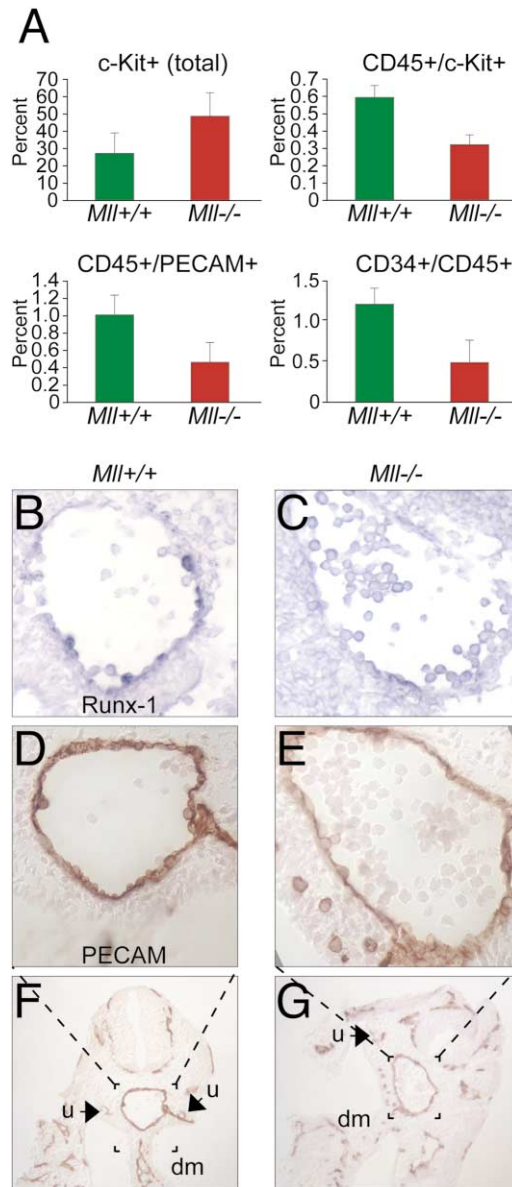 A
c-Kit+ (total)
CD45+/c-Kit+
Percent
70
60
50
40
30
20
10
0
Mll+/+ Mll-/-
Percent
0.7
0.6
0.5
0.4
0.3
0.2
0.1
0
Mll+/+ Mll-/-
CD45+/PECAM+
CD34+/CD45+
Percent
1.4
1.2
1.0
0.8
0.6
0.4
0.2
0
Mll+/+ Mll-/-
Percent
1.5
1.0
0.5
0
Mll+/+ Mll-/-
Mll+/+
Mll-/-
B
C
Runx-1
D
E
PECAM
F
G
u
u
dm
u
dm